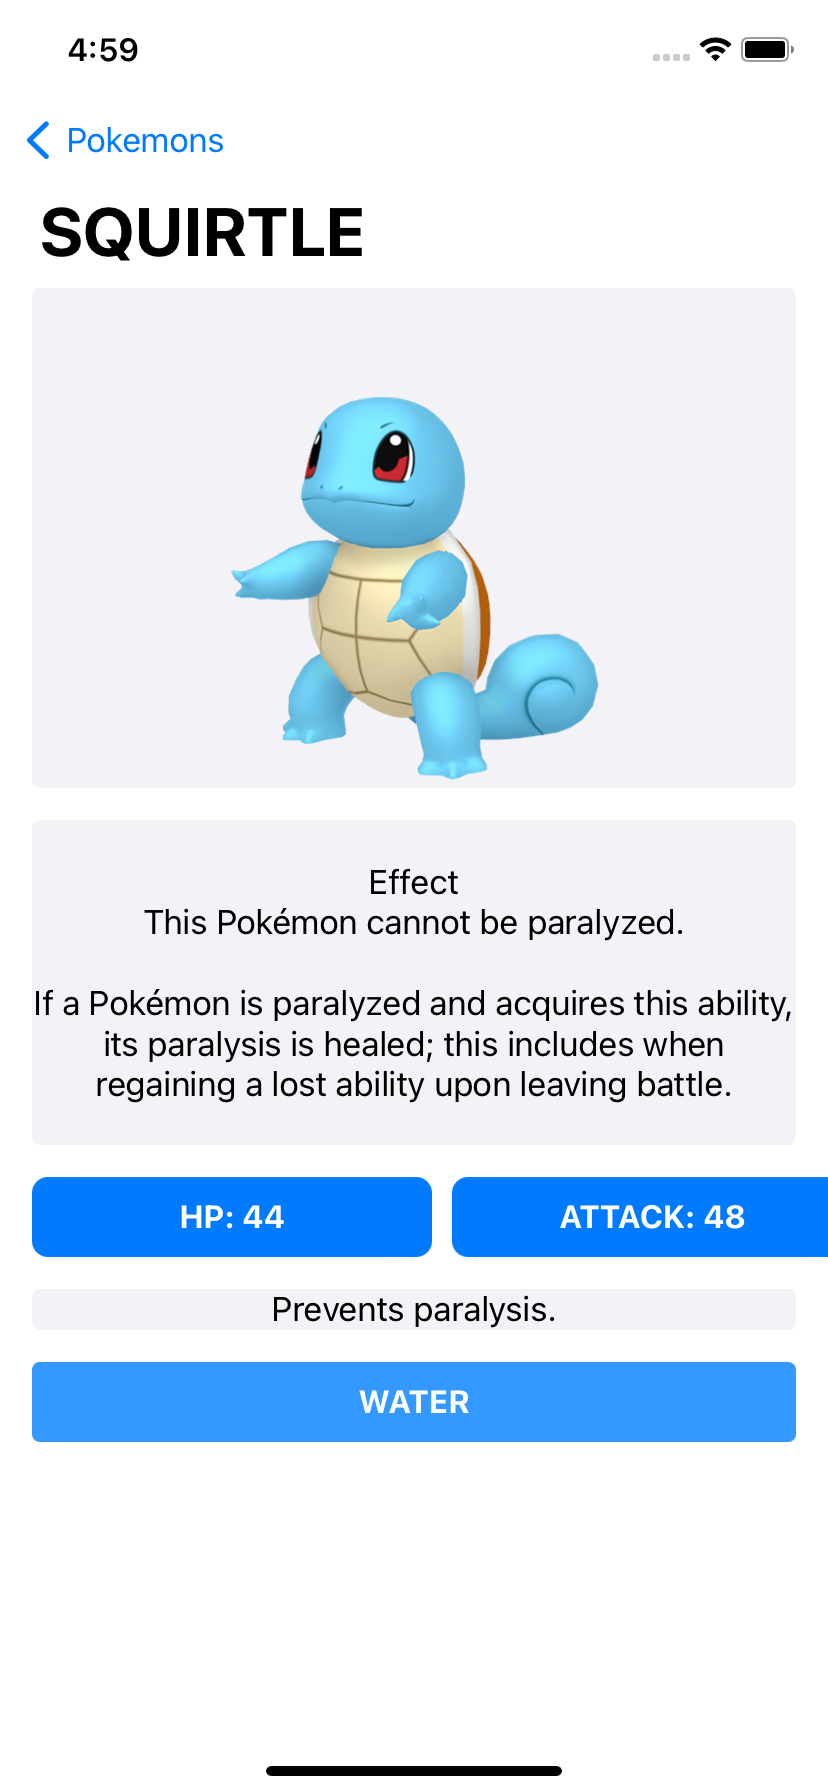 4:59
Pokemons
SQUIRTLE
Effect
This Pokémon cannot be paralyzed.
If a Pokémon is paralyzed and acquires this ability,
its paralysis is healed; this includes when
regaining a lost ability upon leaving battle.
HP: 44
ATTACK: 48
Prevents paralysis.
WATER